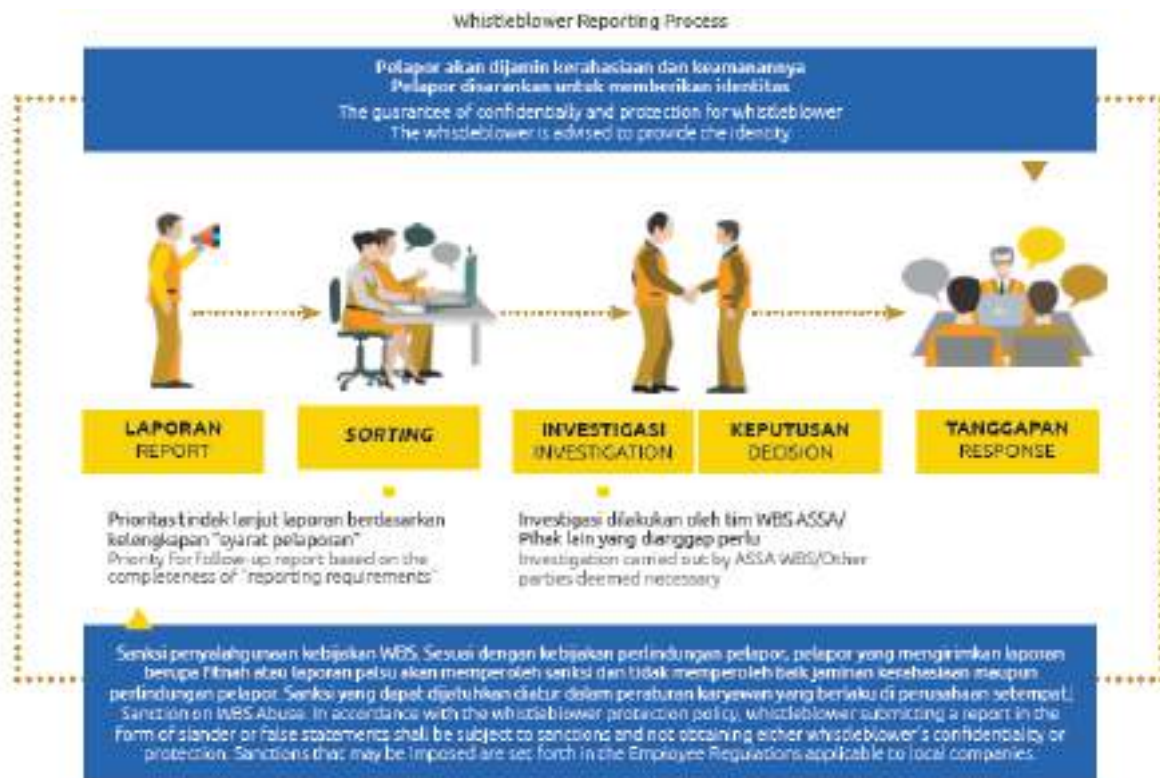 Whistleblower Reporting Process
Pelapor akan dijamin kerahasiaan dan keamanannya
Pelapor disarankan untuk memberikan identitas
The guarantee of confidentially and protection for whistleblower
The whistleblower is advised to provide the identity
LAPORAN
REPORT
SORTING
INVESTIGASI
INVESTIGATION
KEPUTUSAN
DECISION
TANGGAPAN
RESPONSE
Prioritas tindak lanjut laporan berdasarkan
kelengkapan "syarat pelaporan"
Priority for follow-up report based on the
completeness of "reporting requirements"
Investigasi dilakukan oleh tim WBS ASSA/
Pihak lain yang dianggap perlu
Investigation carried out by ASSA WBS/Other
parties deemed necessary
Sanksi penyalahgunaan kebijakan WBS. Sesuai dengan kebijakan perlindungan pelapor, pelapor yang mengirimkan laporan
berupa fitnah atau laporan palsu akan memperoleh sanksi dan tidak memperoleh baik jaminan kerahasiaan maupun
perlindungan pelapor. Sanksi yang dapat dijatuhkan diatur dalam peraturan karyawan yang berlaku di perusahaan setempat.
Sanction on WBS Abuse. In accordance with the whistleblower protection policy, whistleblower submitting a report in the
form of slander or false statements shall be subject to sanctions and not obtaining either whistleblower's confidentiality or
protection. Sanctions that may be imposed are set forth in the Employee Regulations applicable to local companies.